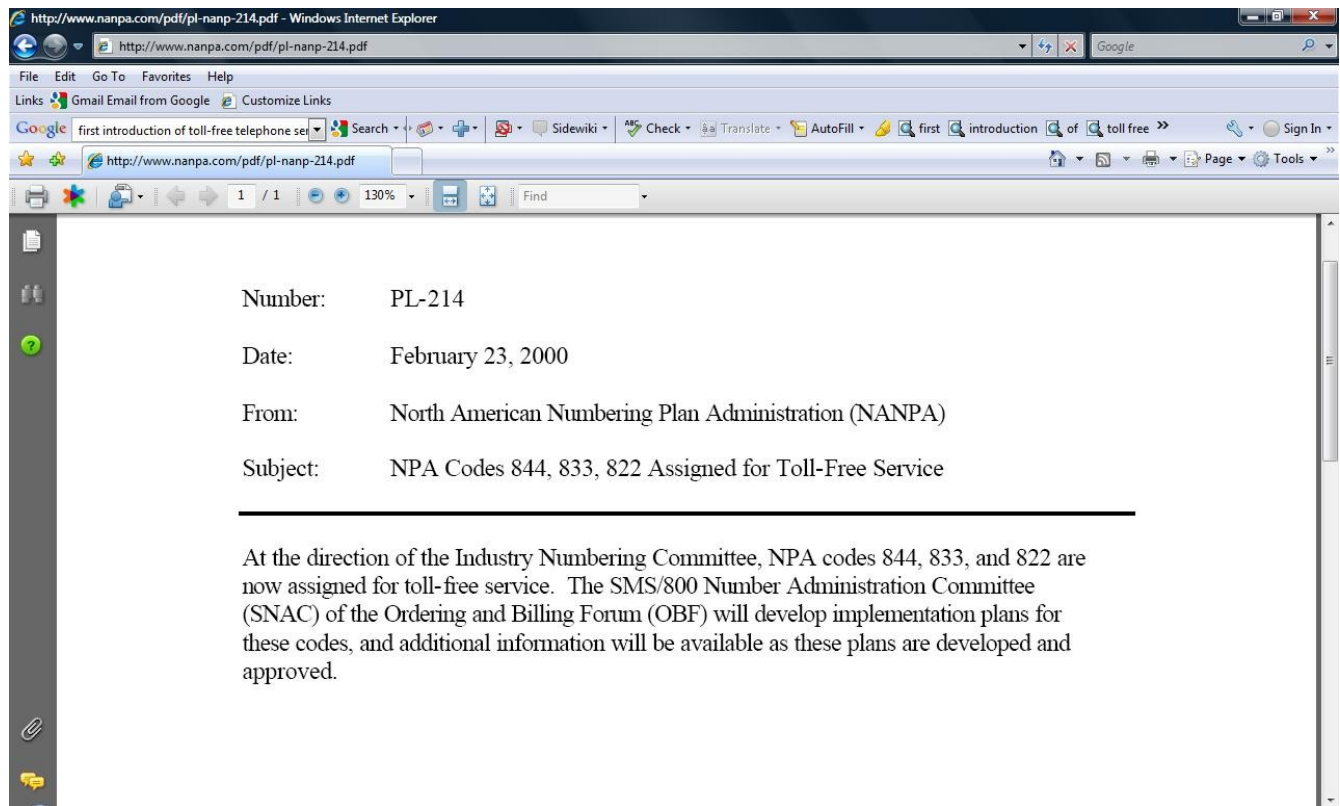 http://www.nanpa.com/pdf/pl-nanp-214.pdf - Windows Internet Explorer
http://www.nanpa.com/pdf/pl-nanp-214.pdf Google
File Edit Go To Favorites Help
Links Gmail Email from Google Customize Links
Google first introduction of toll-free telephone ser Search Sidewiki Check Translate AutoFill first introduction of toll free Sign In
http://www.nanpa.com/pdf/pl-nanp-214.pdf Page Tools
1 / 1 130% Find
Number: PL-214
Date: February 23, 2000
From: North American Numbering Plan Administration (NANPA)
Subject: NPA Codes 844, 833, 822 Assigned for Toll-Free Service
At the direction of the Industry Numbering Committee, NPA codes 844, 833, and 822 are
now assigned for toll-free service. The SMS/800 Number Administration Committee
(SNAC) of the Ordering and Billing Forum (OBF) will develop implementation plans for
these codes, and additional information will be available as these plans are developed and
approved.